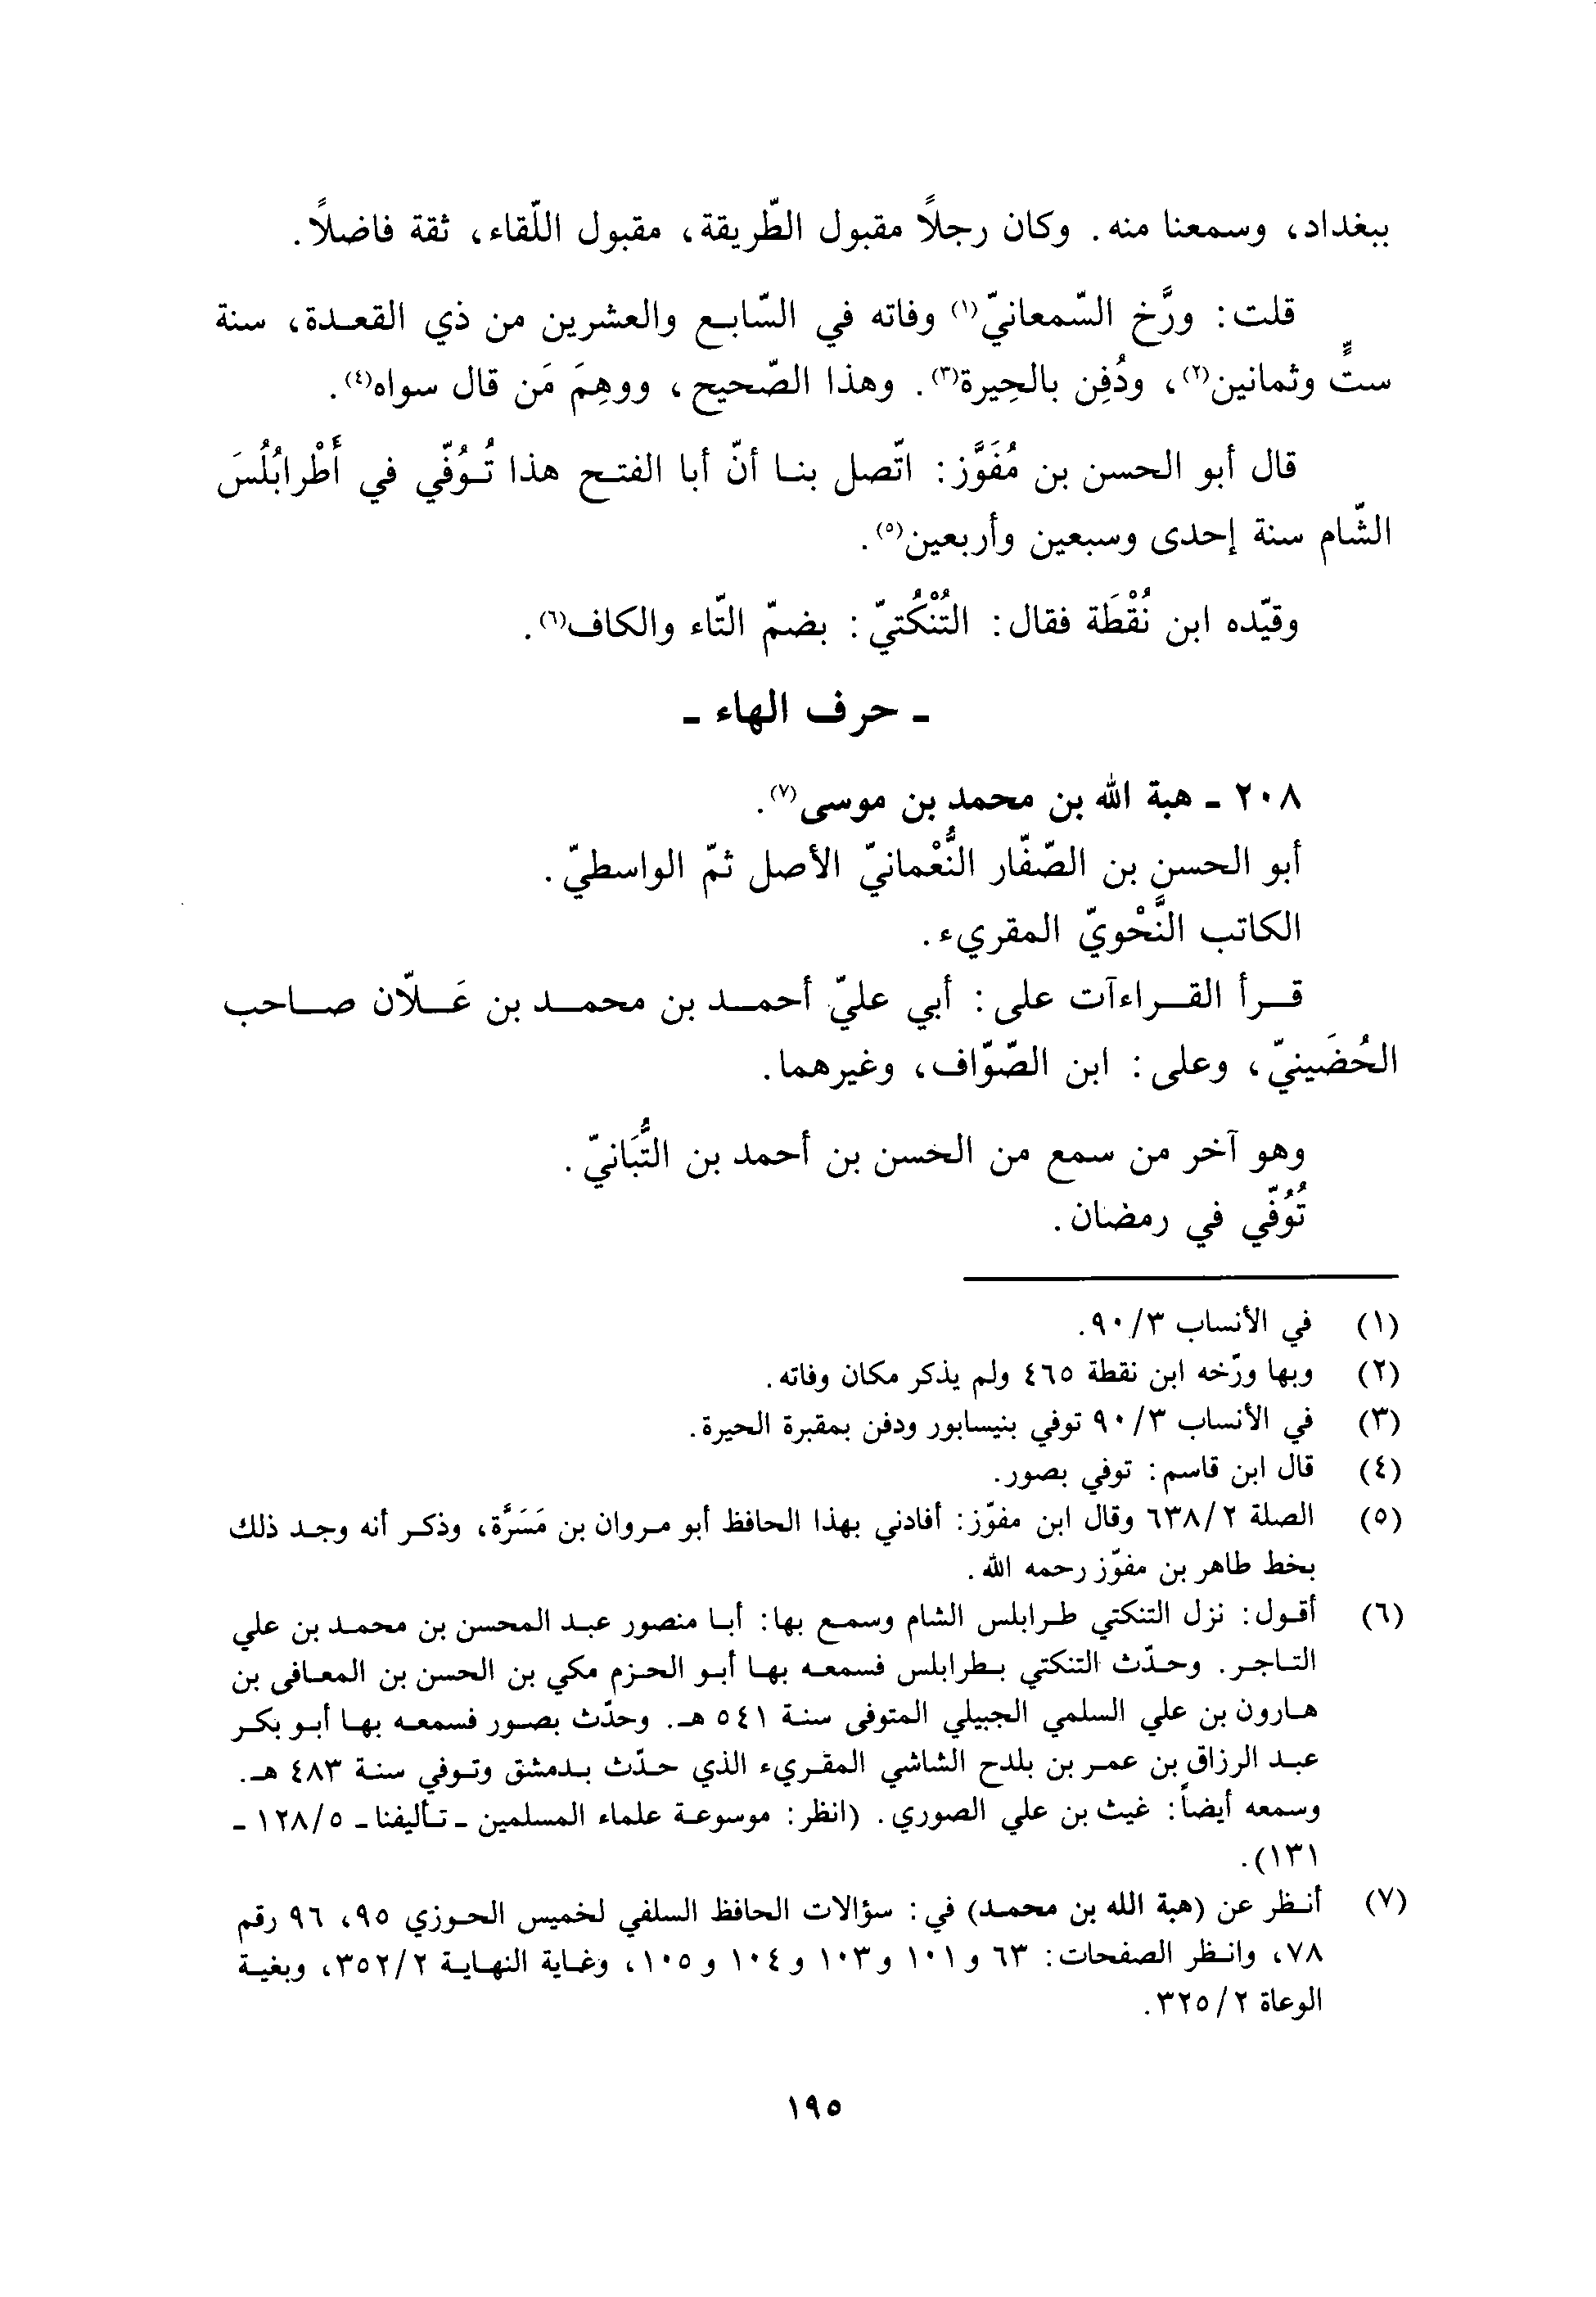 ببغداد، وسمعنا منه. وكان رجلاً مقبول الطّريقة، مقبول اللّقاء، ثقة فاضلاً.
قلت: ورَّخ السّمعانيّ(١) وفاته في السّابع والعشرين من ذي القعدة، سنة
ستٍّ وثمانين(٢)، ودُفِن بالحِيرة(٣). وهذا الصّحيح، ووهِمَ مَن قال سواه(٤).
قال أبو الحسن بن مُفَوَّز: اتّصل بنا أنّ أبا الفتح هذا تُوُفّي في أَطْرابُلُسَ
الشّام سنة إحدى وسبعين وأربعين(٥).
وقيّده ابن نُقْطَة فقال: التُنْكُتيّ: بضمّ التّاء والكاف(٦).
ـ حرف الهاء ـ
٢٠٨ ـ هبة الله بن محمد بن موسى(٧).
أبو الحسن بن الصّفّار النُّعْمانيّ الأصل ثمّ الواسطيّ.
الكاتب النَّحْويّ المقريء.
قرأ القراءآت على: أبي عليّ أحمد بن محمد بن عَلاّن صاحب
الحُضَينيّ، وعلى: ابن الصّوّاف، وغيرهما.
وهو آخر من سمع من الحسن بن أحمد بن التُّبَانيّ.
تُوُفّي في رمضان.
(١) في الأنساب ٣/٩٠.
(٢) وبها ورّخه ابن نقطة ٤٦٥ ولم يذكر مكان وفاته.
(٣) في الأنساب ٣/٩٠ توفي بنيسابور ودفن بمقبرة الحيرة.
(٤) قال ابن قاسم: توفي بصور.
(٥) الصلة ٢/٦٣٨ وقال ابن مفوّز: أفادني بهذا الحافظ أبو مروان بن مَسَرَّة، وذكر أنه وجد ذلك
بخط طاهر بن مفوّز رحمه الله.
(٦) أقول: نزل التنكتي طرابلس الشام وسمع بها: أبا منصور عبد المحسن بن محمد بن علي
التاجر. وحدّث التنكتي بطرابلس فسمعه بها أبو الحزم مكي بن الحسن بن المعافى بن
هارون بن علي السلمي الجبيلي المتوفى سنة ٥٤١ هـ. وحدّث بصور فسمعه بها أبو بكر
عبد الرزاق بن عمر بن بلدح الشاشي المقريء الذي حدّث بدمشق وتوفي سنة ٤٨٣ هـ.
وسمعه أيضاً: غيث بن علي الصوري. (انظر: موسوعة علماء المسلمين ـ تأليفنا ـ ٥/١٢٨ ـ
١٣١).
(٧) أنظر عن (هبة الله بن محمد) في: سؤالات الحافظ السلفي لخميس الحوزي ٩٥، ٩٦ رقم
٧٨، وانظر الصفحات: ٦٣ و١٠١ و١٠٣ و١٠٤ و١٠٥، وغاية النهاية ٢/٣٥٢، وبغية
الوعاة ٢/٣٢٥.
١٩٥